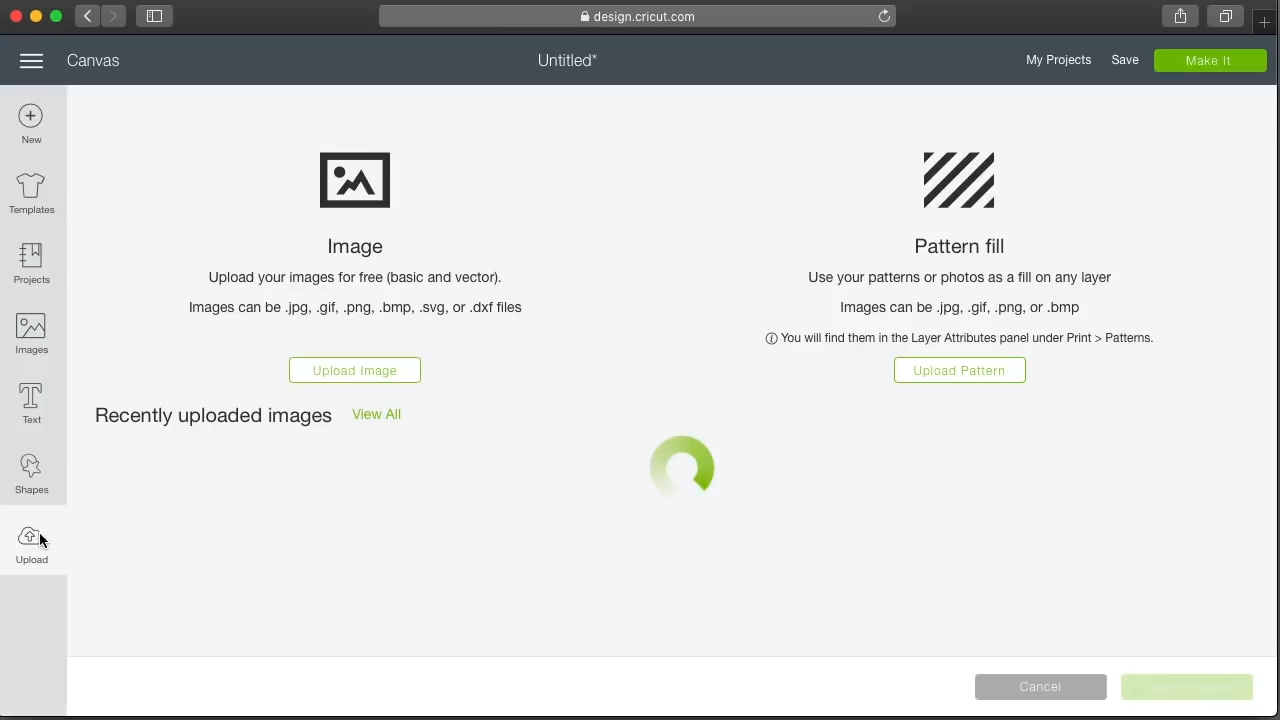 design.cricut.com
Canvas
Untitled*
My Projects
Save
Make It
New
Templates
Projects
Images
Text
Shapes
Upload
Image
Upload your images for free (basic and vector).
Images can be .jpg, .gif, .png, .bmp, .svg, or .dxf files
Upload Image
Pattern fill
Use your patterns or photos as a fill on any layer
Images can be .jpg, .gif, .png, or .bmp
You will find them in the Layer Attributes panel under Print > Patterns.
Upload Pattern
Recently uploaded images View All
Cancel